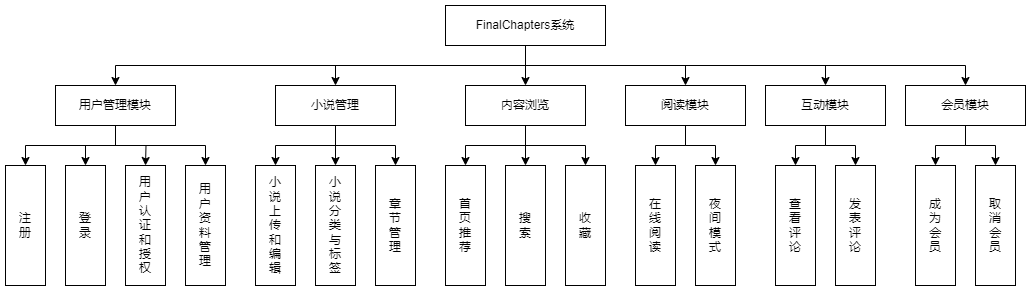 FinalChapters系统
用户管理模块
小说管理
内容浏览
阅读模块
互动模块
会员模块
注册
登录
用户认证和授权
用户资料管理
小说上传和编辑
小说分类与标签
章节管理
首页推荐
搜索
收藏
在线阅读
夜间模式
查看评论
发表评论
成为会员
取消会员